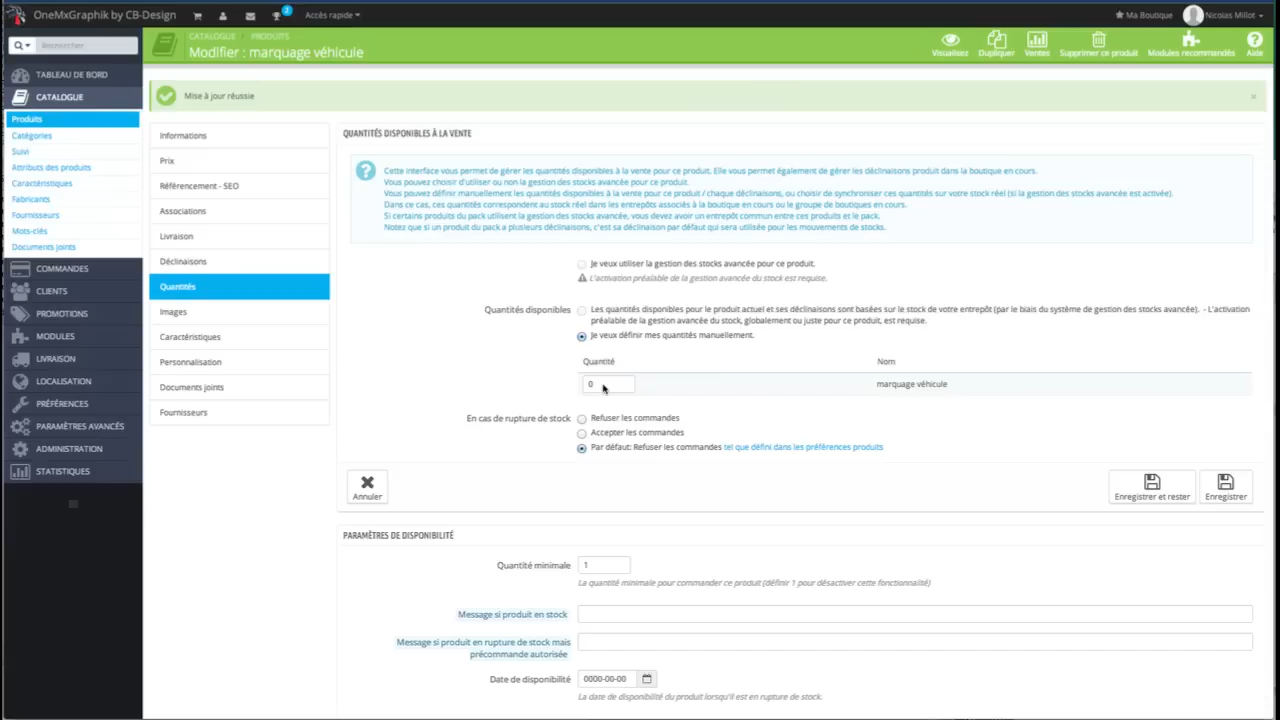 OneMxGraphik by CB-Design
2
Accès rapide
Ma Boutique
Nicolas Millot
Rechercher
CATALOGUE
PRODUITS
Modifier : marquage véhicule
Visualiser
Dupliquer
Ventes
Supprimer ce produit
Modules recommandés
Aide
TABLEAU DE BORD
CATALOGUE
Produits
Catégories
Suivi
Attributs des produits
Caractéristiques
Fabricants
Fournisseurs
Mots-clés
Documents joints
COMMANDES
CLIENTS
PROMOTIONS
MODULES
LIVRAISON
LOCALISATION
PRÉFÉRENCES
PARAMÈTRES AVANCÉS
ADMINISTRATION
STATISTIQUES
Mise à jour réussie
×
Informations
Prix
Référencement - SEO
Associations
Livraison
Déclinaisons
Quantités
Images
Caractéristiques
Personnalisation
Documents joints
Fournisseurs
QUANTITÉS DISPONIBLES À LA VENTE
Cette interface vous permet de gérer les quantités disponibles à la vente pour ce produit. Elle vous permet également de gérer les déclinaisons produit dans la boutique en cours.
Vous pouvez choisir d'utiliser ou non la gestion des stocks avancée pour ce produit.
Vous pouvez définir manuellement les quantités disponibles à la vente pour ce produit / chaque déclinaisons, ou choisir de synchroniser ces quantités sur votre stock réel (si la gestion des stocks avancée est activée).
Dans ce cas, ces quantités correspondent au stock réel dans les entrepôts associés à la boutique en cours ou le groupe de boutiques en cours.
Si certains produits du pack utilisent la gestion des stocks avancée, vous devez avoir un entrepôt commun entre ces produits et le pack.
Notez que si un produit du pack a plusieurs déclinaisons, c'est sa déclinaison par défaut qui sera utilisée pour les mouvements de stocks.
Je veux utiliser la gestion des stocks avancée pour ce produit.
L'activation préalable de la gestion avancée du stock est requise.
Quantités disponibles
Les quantités disponibles pour le produit actuel et ses déclinaisons sont basées sur le stock de votre entrepôt (par le biais du système de gestion des stocks avancée). - L'activation
préalable de la gestion avancée du stock, globalement ou juste pour ce produit, est requise.
Je veux définir mes quantités manuellement.
Quantité
Nom
0
marquage véhicule
En cas de rupture de stock
Refuser les commandes
Accepter les commandes
Par défaut: Refuser les commandes tel que défini dans les préférences produits
Annuler
Enregistrer et rester
Enregistrer
PARAMÈTRES DE DISPONIBILITÉ
Quantité minimale
1
La quantité minimale pour commander ce produit (définir 1 pour désactiver cette fonctionnalité)
Message si produit en stock
Message si produit en rupture de stock mais
précommande autorisée
Date de disponibilité
0000-00-00
La date de disponibilité du produit lorsqu'il est en rupture de stock.